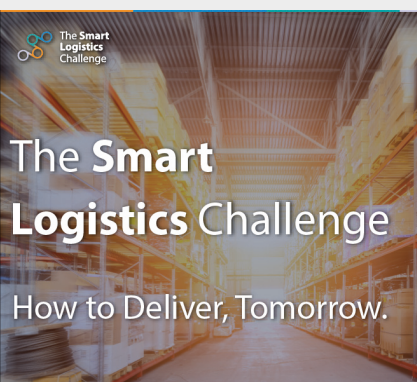 The Smart
Logistics
Challenge
The Smart
Logistics Challenge
How to Deliver, Tomorrow.